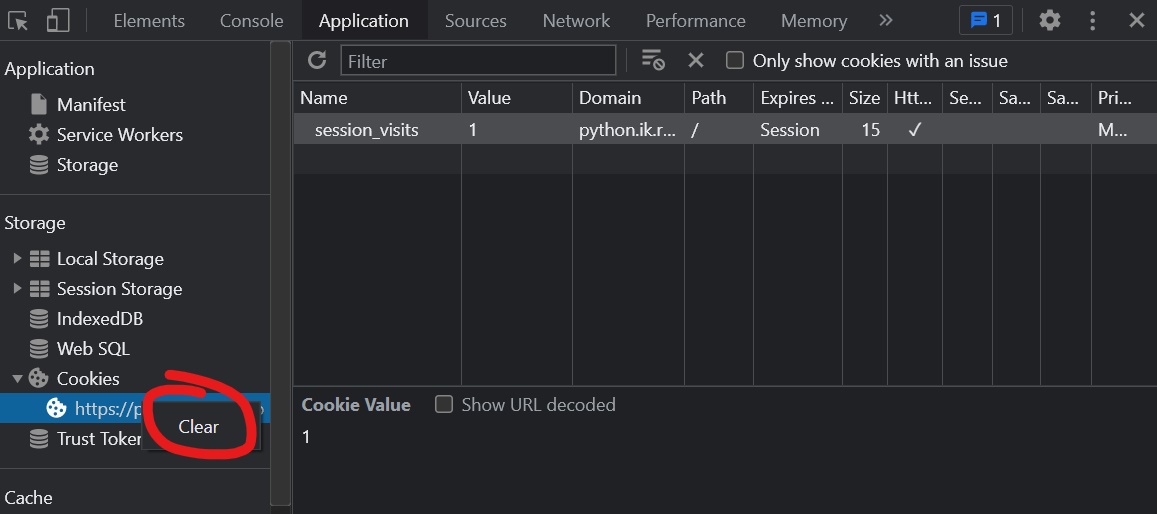 Elements Console Application Sources Network Performance Memory 1
Application
Manifest
Service Workers
Storage
Storage
Local Storage
Session Storage
IndexedDB
Web SQL
Cookies
https://p
Clear
Trust Token
Cache
Filter Only show cookies with an issue
Name Value Domain Path Expires ... Size Htt... Se... Sa... Sa... Pri...
session_visits 1 python.ik.r... / Session 15 ✓ M...
Cookie Value Show URL decoded
1